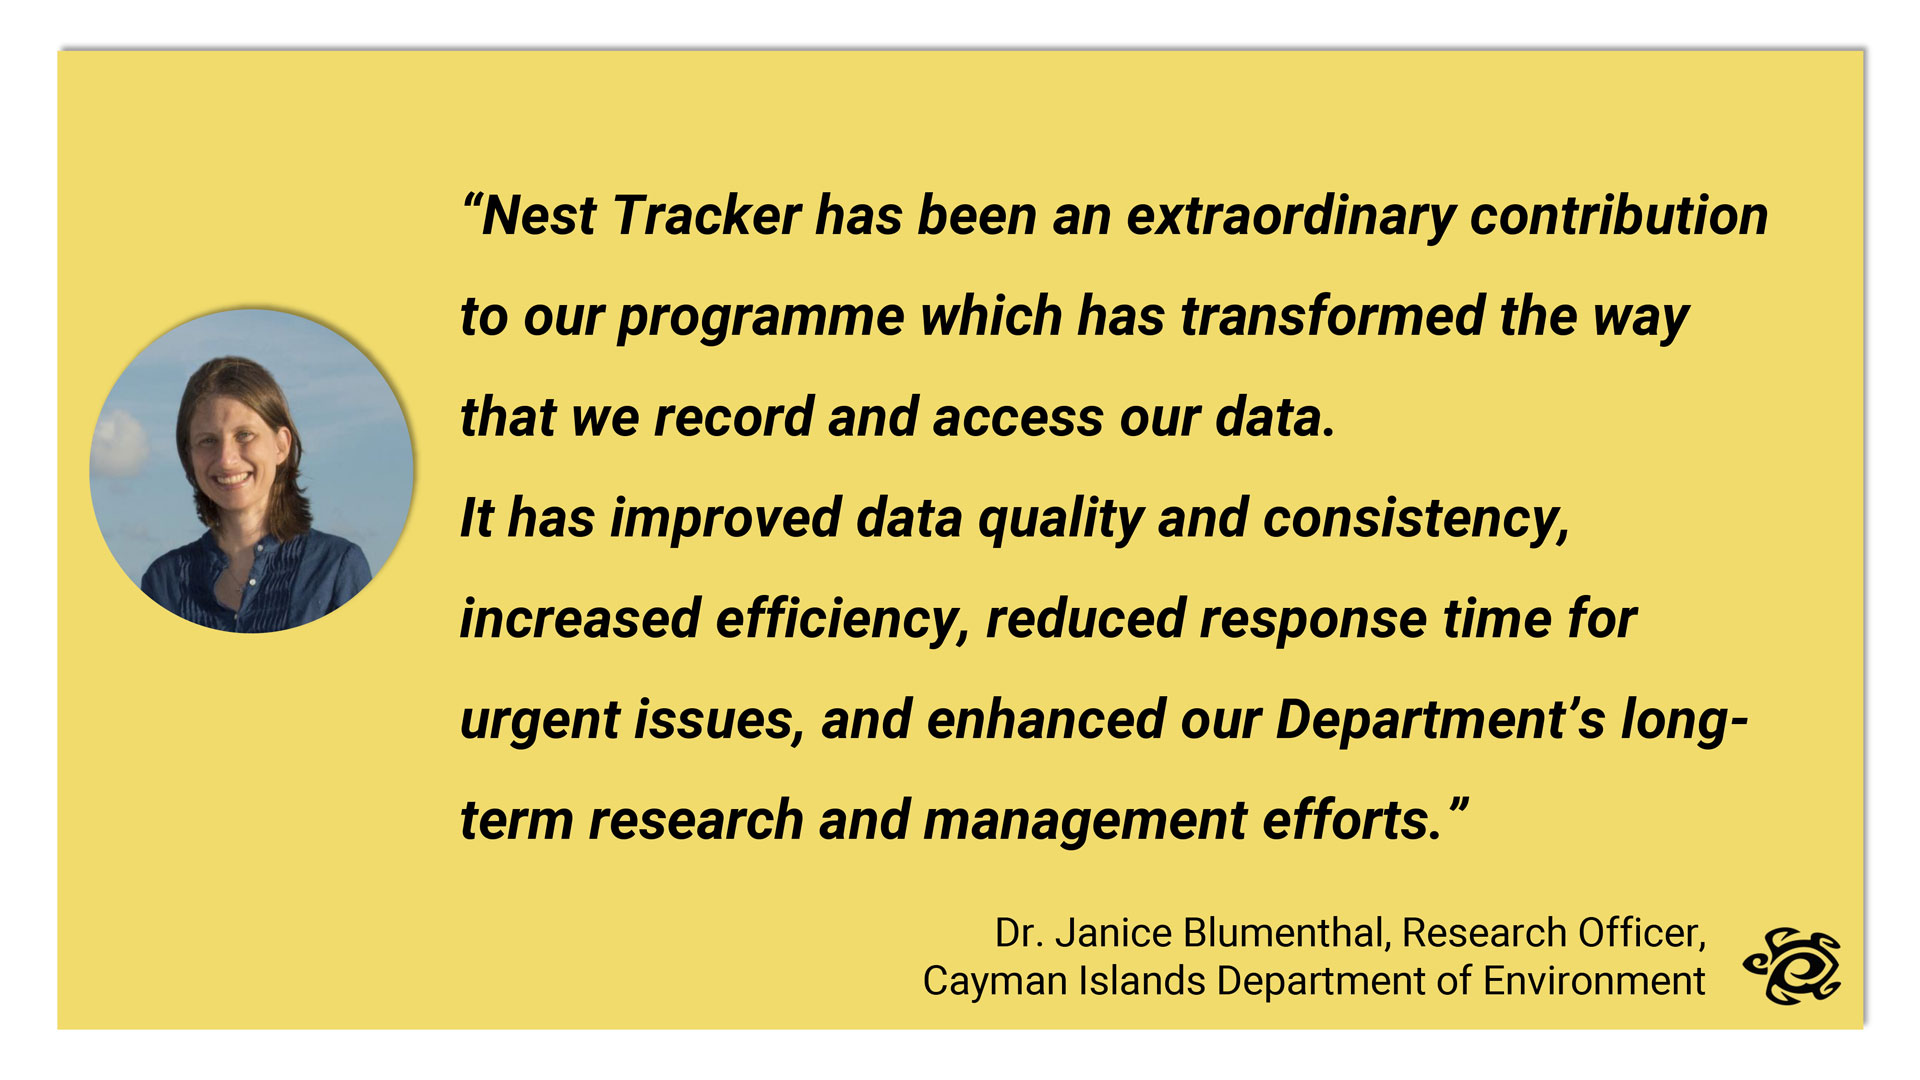 “Nest Tracker has been an extraordinary contribution
to our programme which has transformed the way
that we record and access our data.
It has improved data quality and consistency,
increased efficiency, reduced response time for
urgent issues, and enhanced our Department’s long-
term research and management efforts.”
Dr. Janice Blumenthal, Research Officer,
Cayman Islands Department of Environment